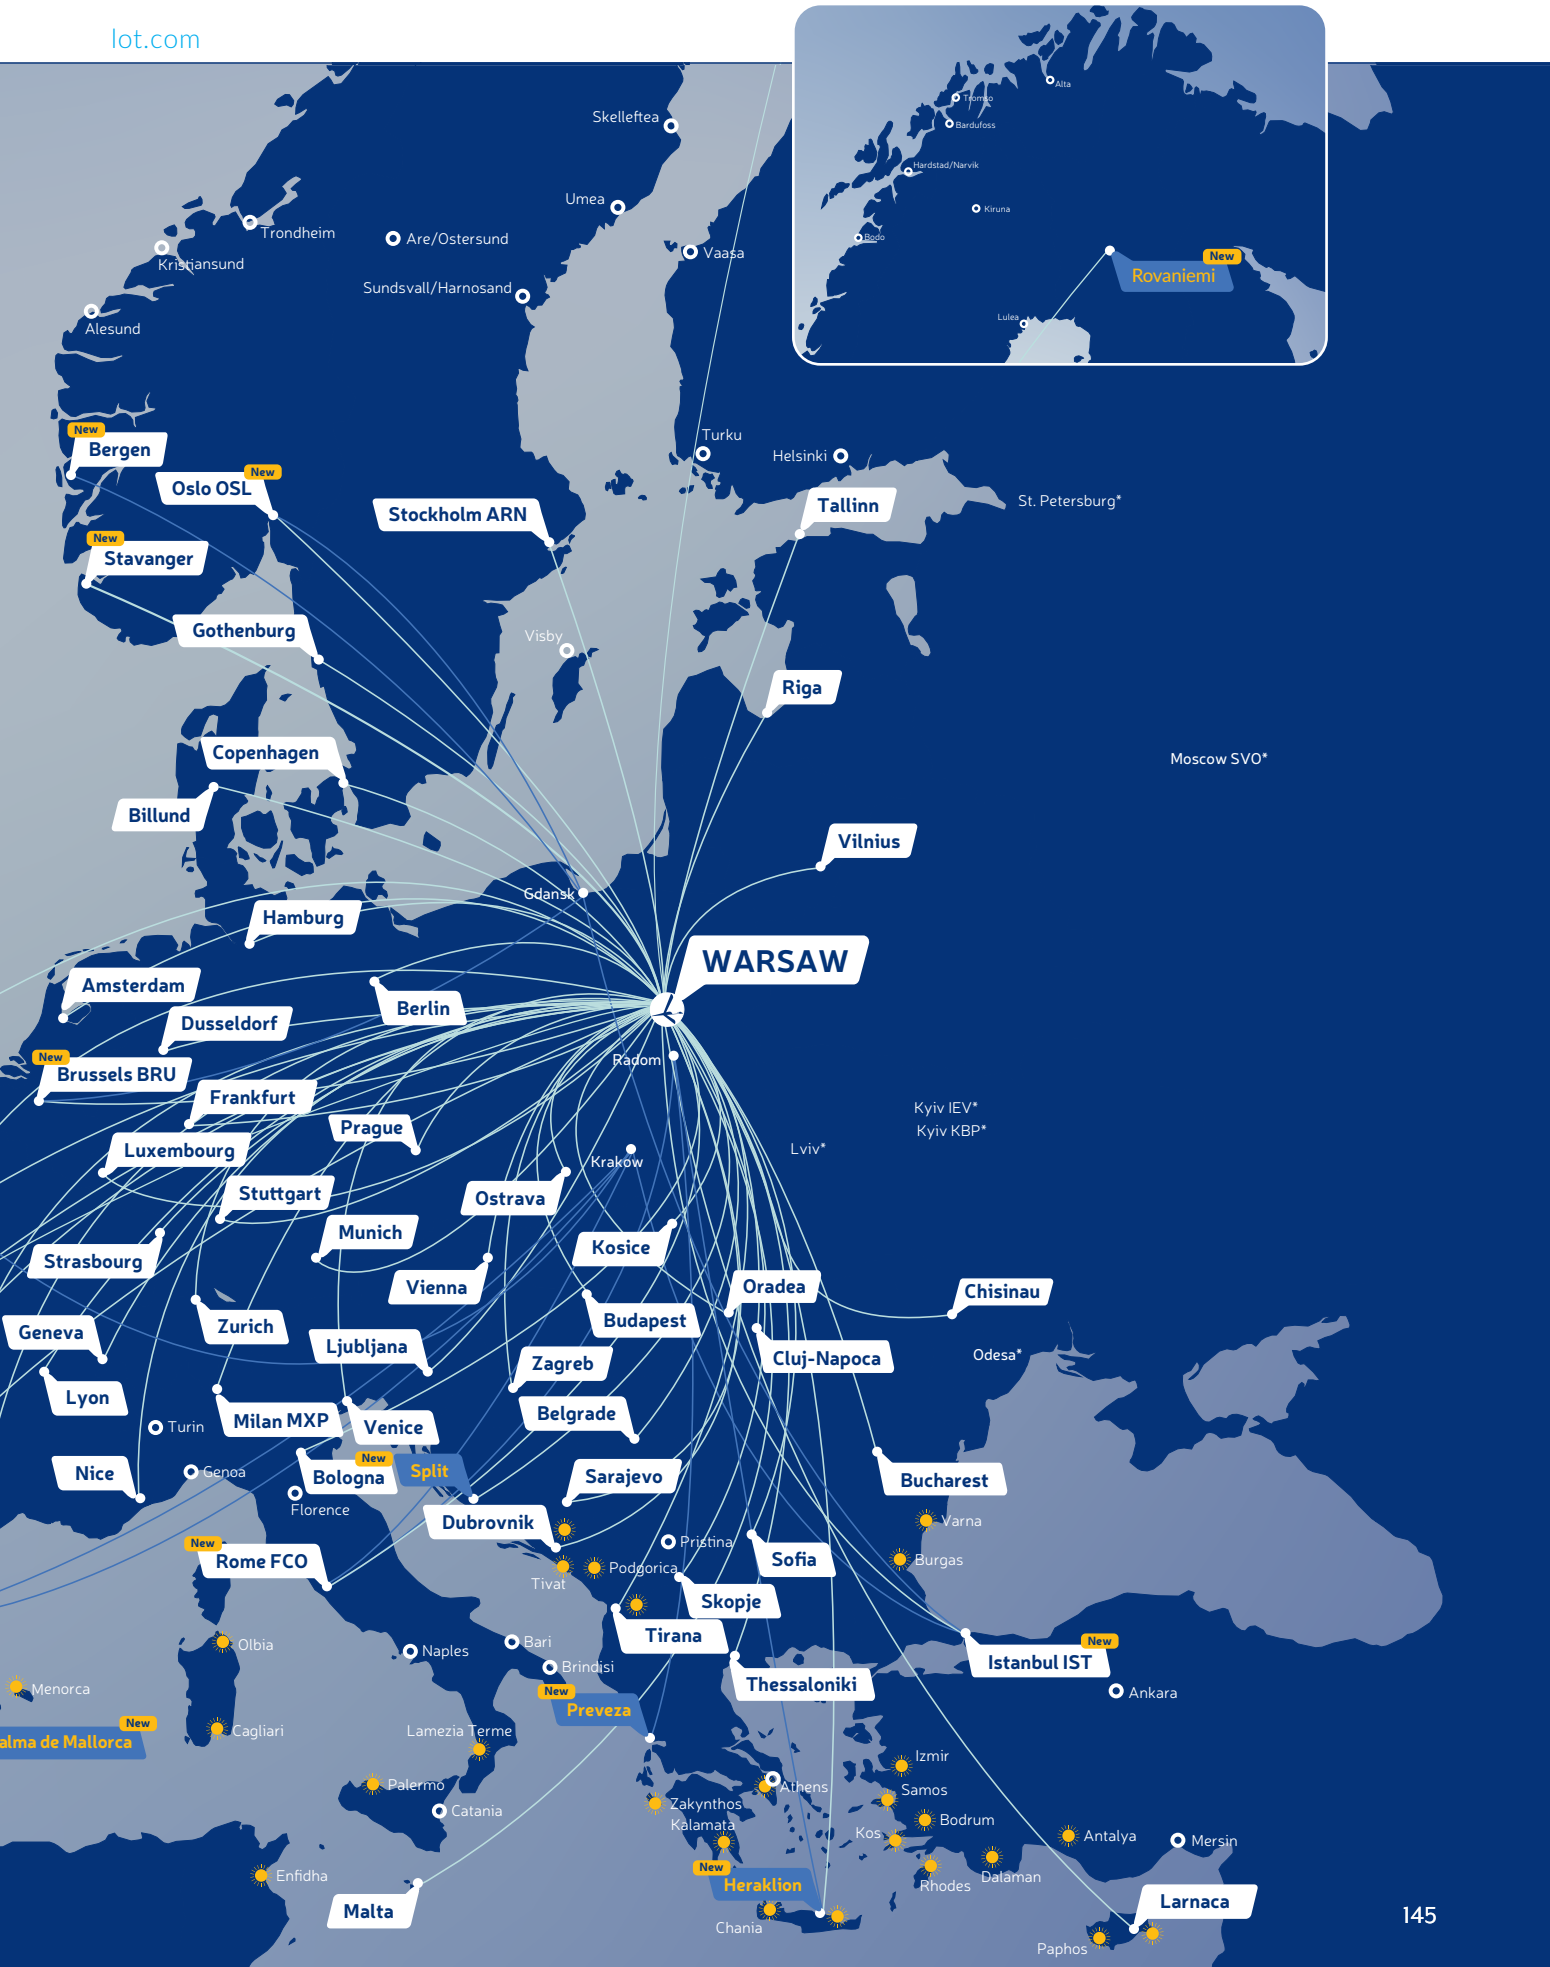 lot.com
Alta
Tromso
Bardufoss
Hardstad/Narvik
Kiruna
Bodo
New
Rovaniemi
Lulea
Skelleftea
Umea
Trondheim
Are/Ostersund
Vaasa
Kristiansund
Sundsvall/Harnosand
Alesund
New
Bergen
Turku
Helsinki
New
Oslo OSL
Stockholm ARN
Tallinn
St. Petersburg*
New
Stavanger
Gothenburg
Visby
Riga
Copenhagen
Moscow SVO*
Billund
Vilnius
Gdansk
Hamburg
WARSAW
Amsterdam
Berlin
Dusseldorf
New
Brussels BRU
Radom
Frankfurt
Kyiv IEV*
Prague
Kyiv KBP*
Luxembourg
Lviv*
Krakow
Stuttgart
Ostrava
Munich
Kosice
Strasbourg
Vienna
Oradea
Chisinau
Zurich
Budapest
Geneva
Ljubljana
Odesa*
Zagreb
Cluj-Napoca
Lyon
Belgrade
Milan MXP
Venice
Turin
New
Nice
Genoa
Bologna
Split
Sarajevo
Bucharest
Florence
Dubrovnik
Varna
New
Rome FCO
Pristina
Sofia
Burgas
Podgorica
Tivat
Skopje
Tirana
Olbia
Naples
Bari
New
Istanbul IST
Brindisi
Thessaloniki
Menorca
New
Preveza
Ankara
New
alma de Mallorca
Cagliari
Lamezia Terme
Izmir
Palermo
Athens
Samos
Catania
Zakynthos
Kalamata
Bodrum
Kos
Antalya
Mersin
New
Heraklion
Enfidha
Rhodes
Dalaman
Malta
Larnaca
145
Chania
Paphos